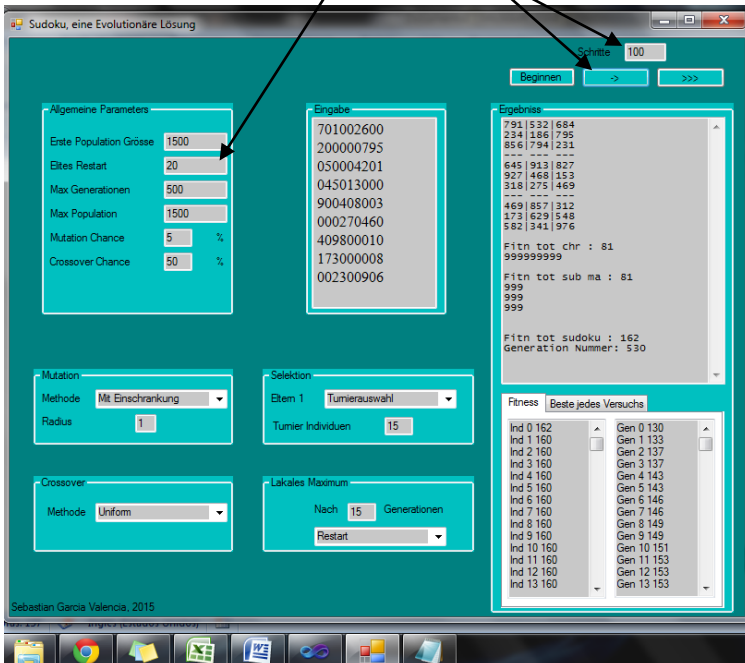 Sudoku, eine Evolutionäre Lösung
Schritte 100
Beginnen -> >>>
Allgemeine Parameters
Erste Population Grösse 1500
Elites Restart 20
Max Generationen 500
Max Population 1500
Mutation Chance 5 %
Crossover Chance 50 %
Eingabe
701002600
200000795
050004201
045013000
900408003
000270460
409800010
173000008
002300906
Ergebniss
791|532|684
234|186|795
856|794|231
--- --- ---
645|913|827
927|468|153
318|275|469
--- --- ---
469|857|312
173|629|548
582|341|976
Fitn tot chr : 81
999999999
Fitn tot sub ma : 81
999
999
999
Fitn tot sudoku : 162
Generation Nummer: 530
Mutation
Methode Mit Einschrankung
Radius 1
Selektion
Eltern 1 Turnierauswahl
Turnier Individuen 15
Crossover
Methode Uniform
Lakales Maximum
Nach 15 Generationen
Restart
Fitness Beste jedes Versuchs
Ind 0 162
Ind 1 160
Ind 2 160
Ind 3 160
Ind 4 160
Ind 5 160
Ind 6 160
Ind 7 160
Ind 8 160
Ind 9 160
Ind 10 160
Ind 11 160
Ind 12 160
Ind 13 160
Gen 0 130
Gen 1 133
Gen 2 137
Gen 3 137
Gen 4 143
Gen 5 143
Gen 6 146
Gen 7 146
Gen 8 149
Gen 9 149
Gen 10 151
Gen 11 153
Gen 12 153
Gen 13 153
Sebastian Garcia Valencia, 2015